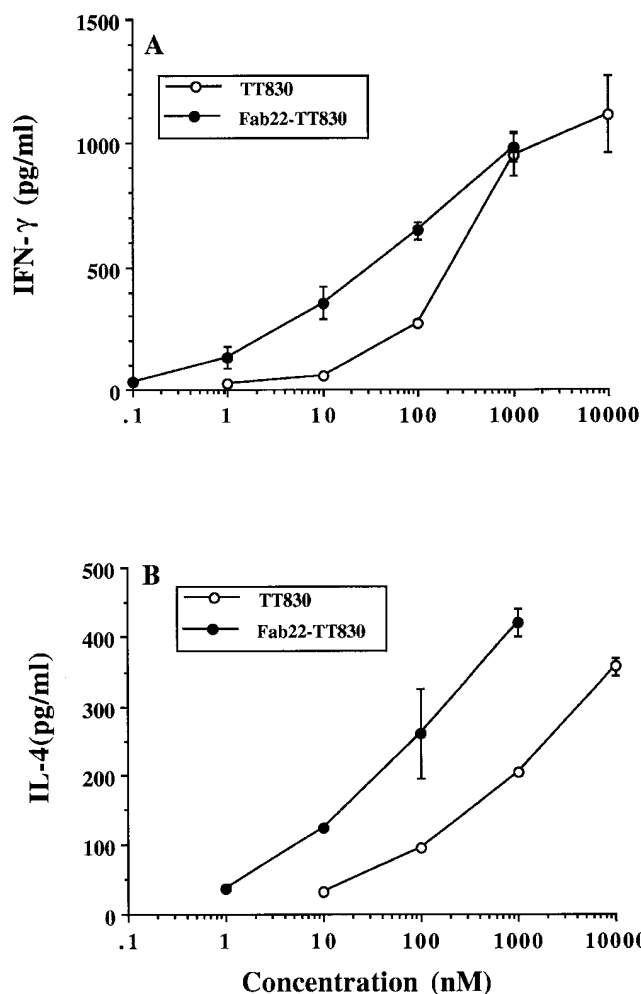 A
TT830
Fab22-TT830
IFN-γ (pg/ml)
1500
1000
500
0
.1 1 10 100 1000 10000
B
TT830
Fab22-TT830
IL-4(pg/ml)
500
400
300
200
100
0
.1 1 10 100 1000 10000
Concentration (nM)